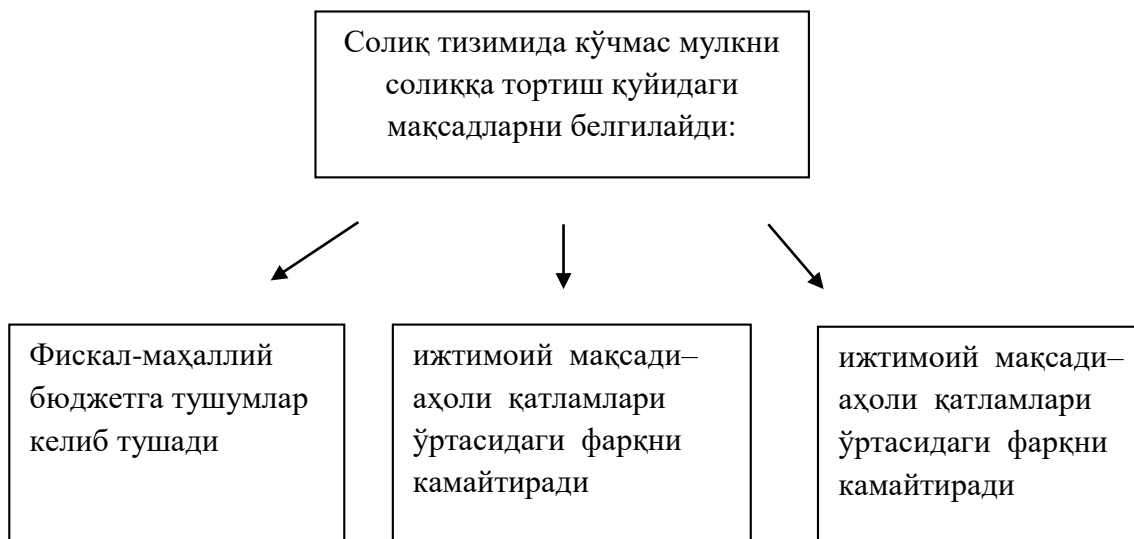 Солиқ тизимида кўчмас мулкни
солиққа тортиш қуйидаги
мақсадларни белгилайди:
Фискал-маҳаллий
бюджетга тушумлар
келиб тушади
ижтимоий мақсади–
аҳоли қатламлари
ўртасидаги фарқни
камайтиради
ижтимоий мақсади–
аҳоли қатламлари
ўртасидаги фарқни
камайтиради